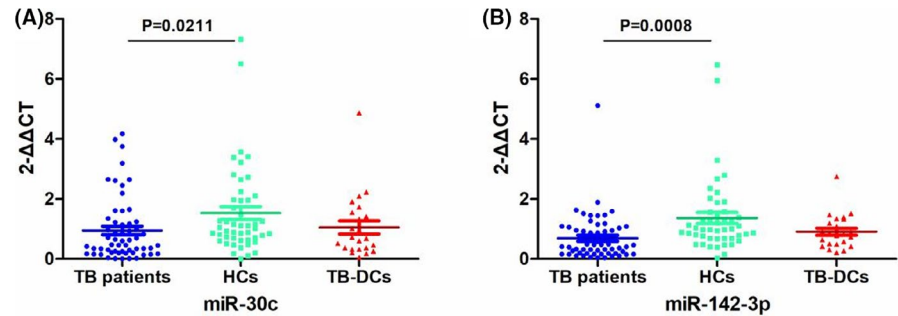 (A)
P=0.0211
2-ΔΔCT
8
6
4
2
0
TB patients HCs TB-DCs
miR-30c
(B)
P=0.0008
2-ΔΔCT
8
6
4
2
0
TB patients HCs TB-DCs
miR-142-3p